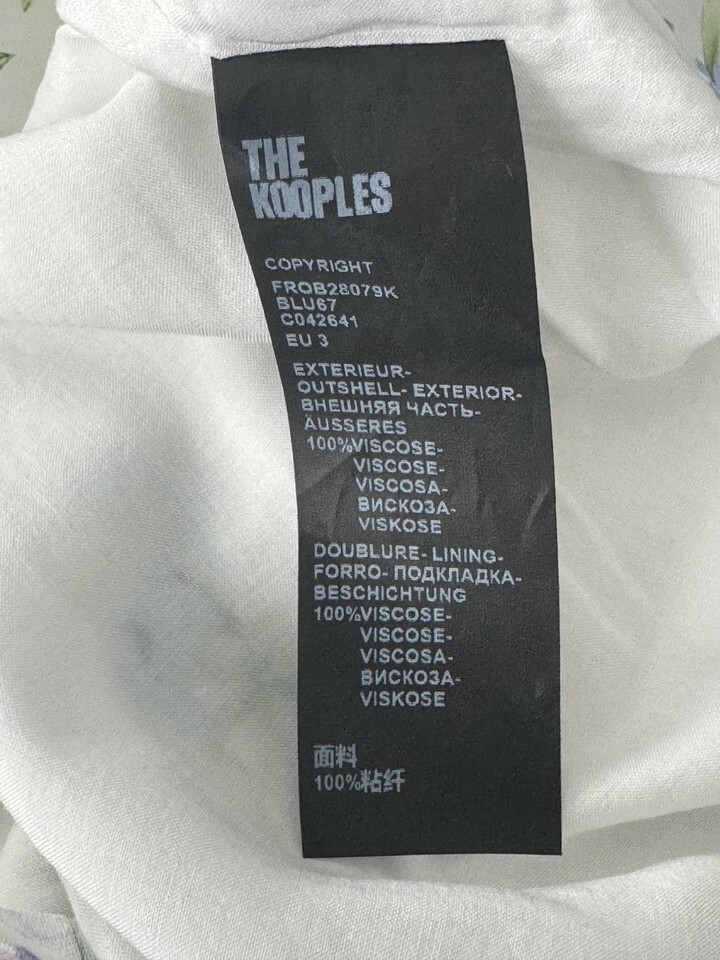 THE
KOOPLES
COPYRIGHT
FROB28079K
BLU67
C042641
EU 3
EXTERIEUR-
OUTSHELL- EXTERIOR-
ВНЕШНЯЯ ЧАСТЬ-
ÄUSSERES
100%VISCOSE-
VISCOSE-
VISCOSA-
ВИСКОЗА-
VISKOSE
DOUBLURE- LINING-
FORRO- ПОДКЛАДКА-
BESCHICHTUNG
100%VISCOSE-
VISCOSE-
VISCOSA-
ВИСКОЗА-
VISKOSE
面料
100%粘纤